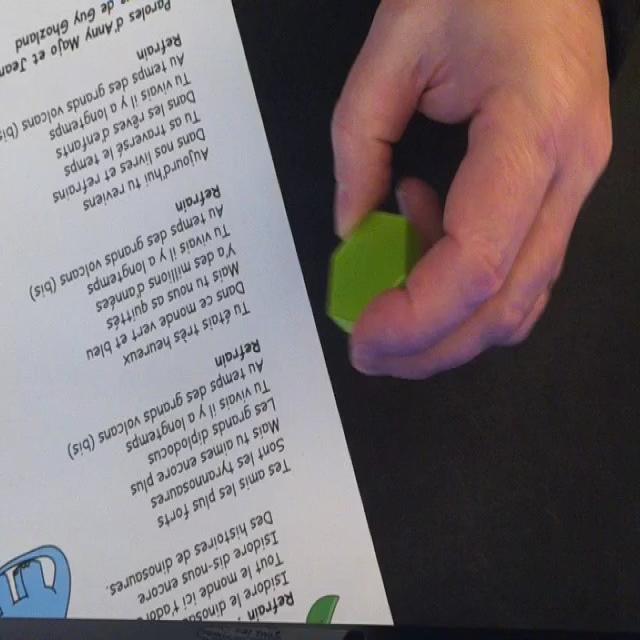 Refrain
Isidore le dinosa
Tout le monde ici t'ador
Isidore dis-nous encore
Des histoires de dinosaures.
Tes amis les plus forts
Sont les tyrannosaures
Mais tu aimes encore plus
Les grands diplodocus
Tu vivais il y a longtemps
Au temps des grands volcans (bis)
Refrain
Tu étais très heureux
Dans ce monde vert et bleu
Mais tu nous as quittés
Y'a des millions d'années
Tu vivais il y a longtemps
Au temps des grands volcans (bis)
Refrain
Aujourd'hui tu reviens
Dans nos livres et refrains
Tu as traversé le temps
Dans les rêves d'enfants
Tu vivais il y a longtemps
Au temps des grands volcans (bis)
Refrain
Paroles d'Anny Majo et Jean
de Guy Ghozland